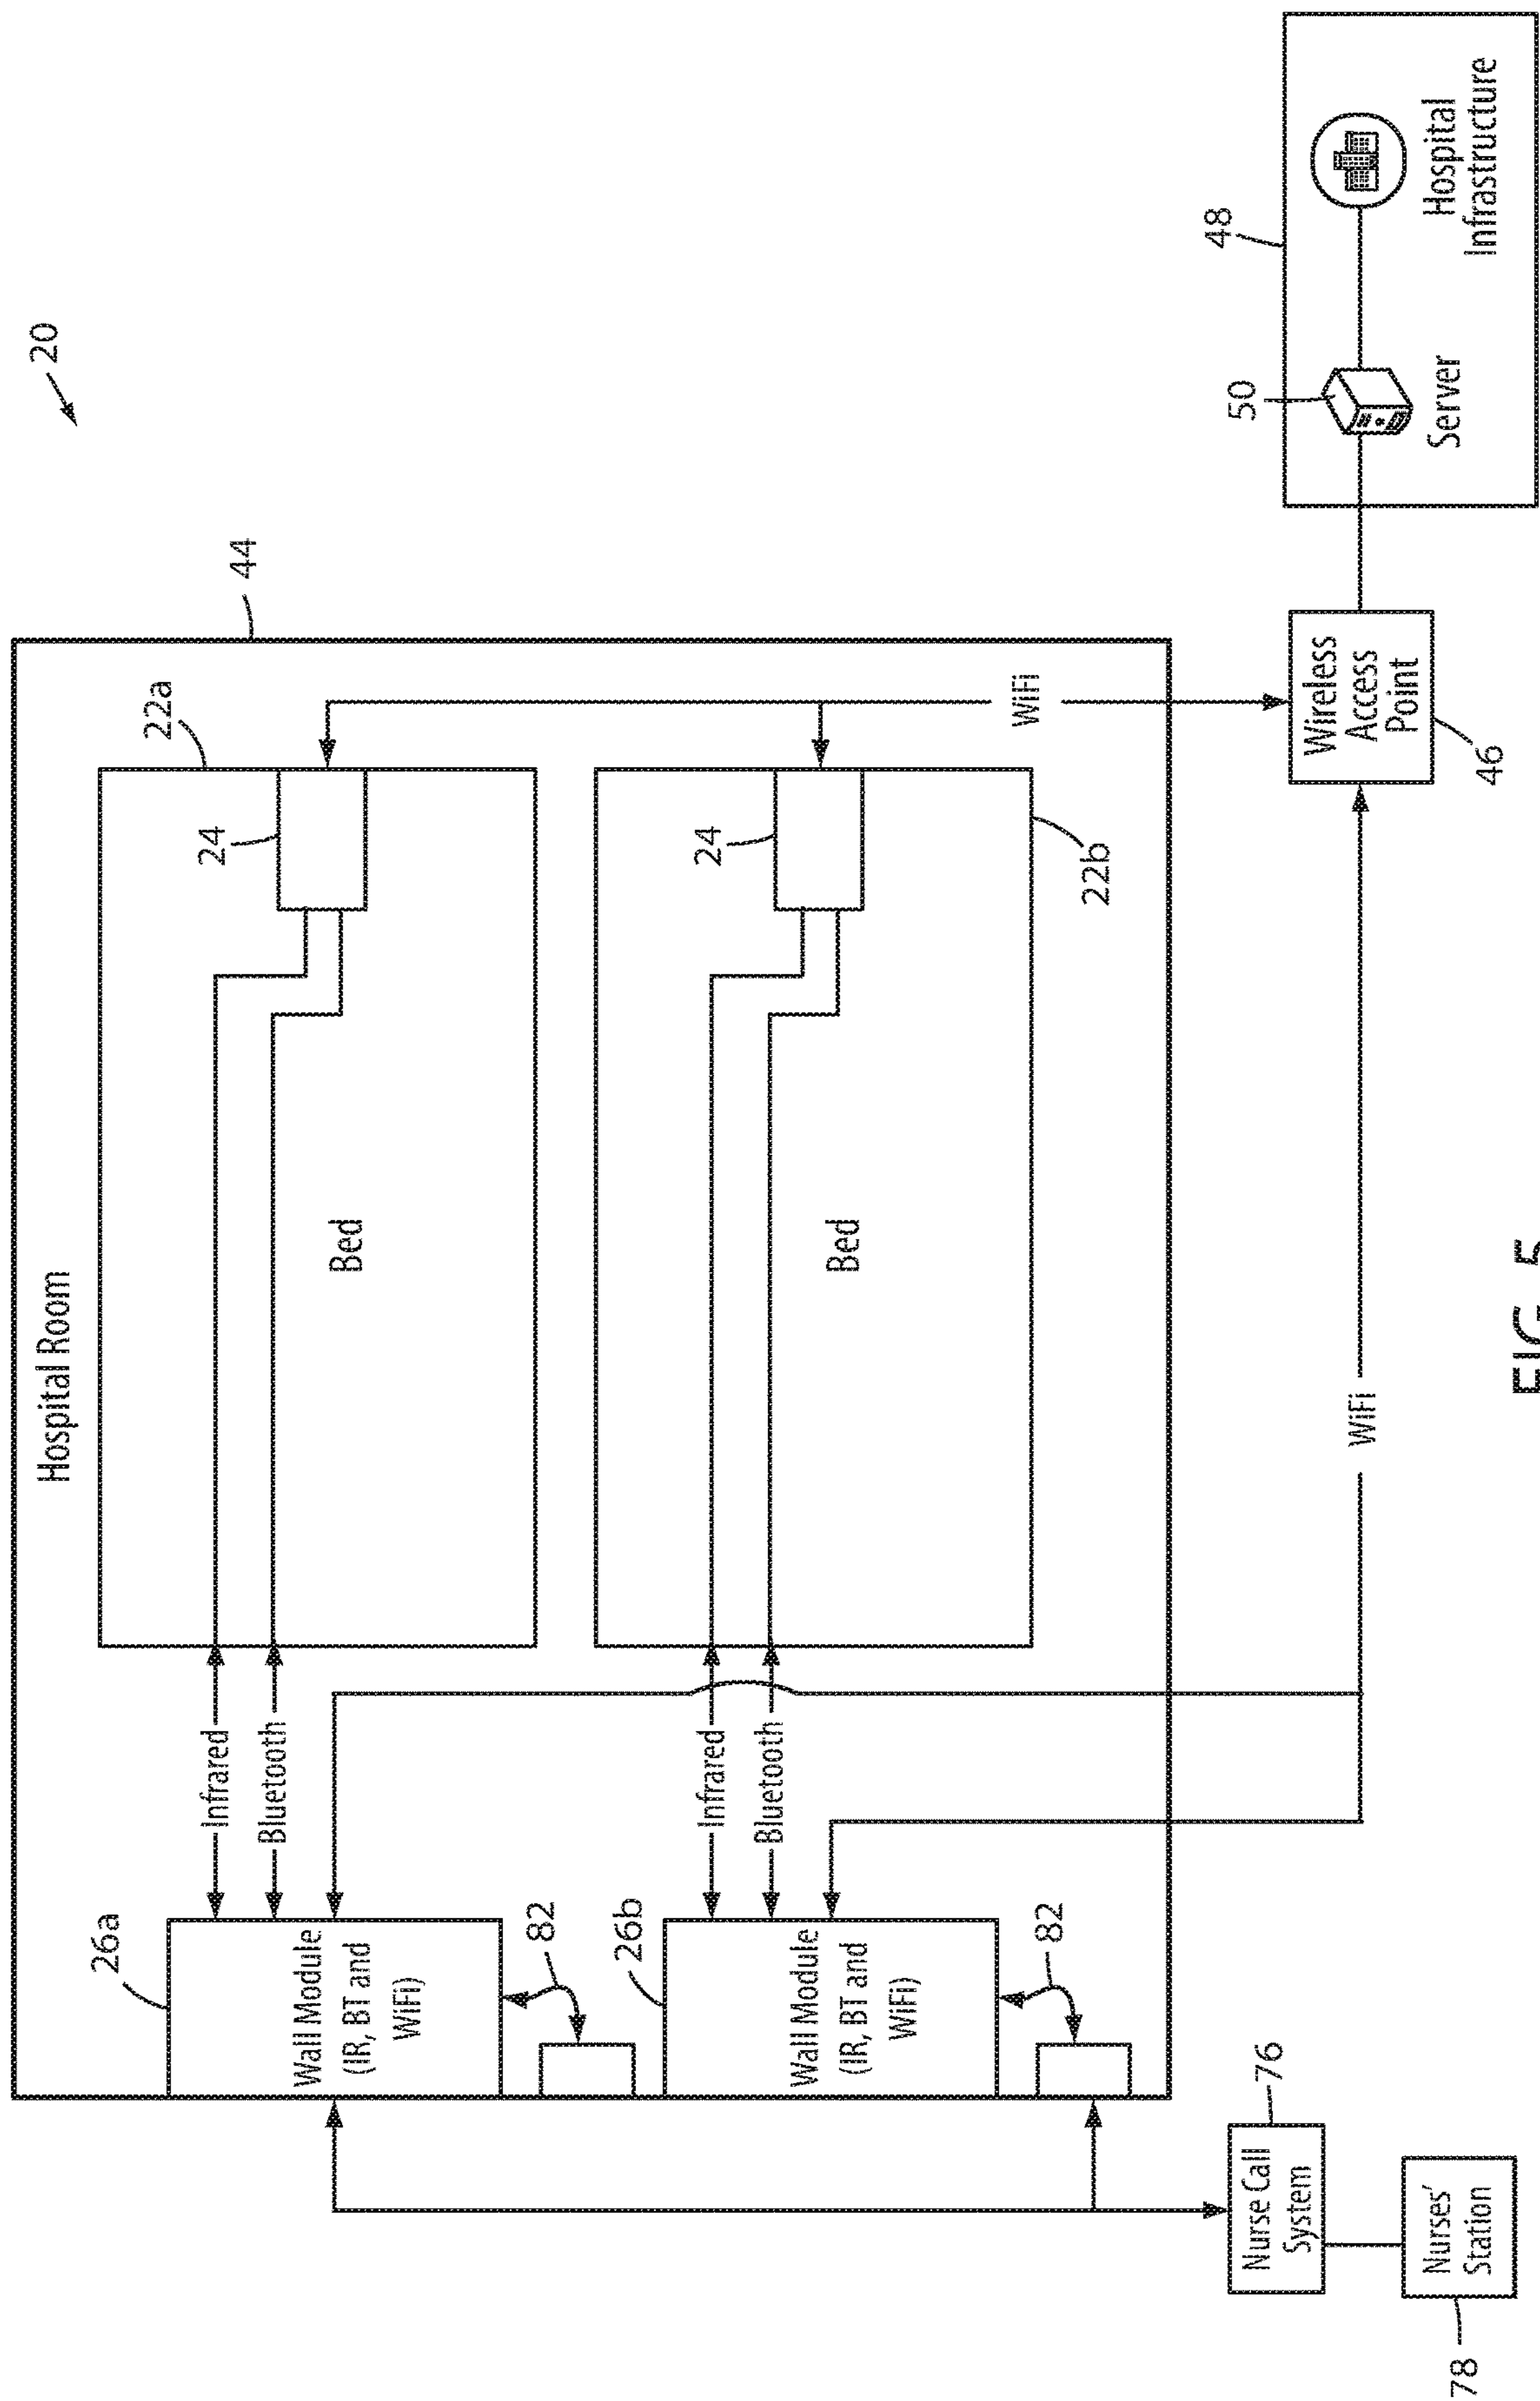 20
44
Hospital Room
22a
24
Bed
Infrared
Bluetooth
26a
Wall Module
(IR, BT and
WiFi)
82
24
22b
Bed
Infrared
Bluetooth
26b
Wall Module
(IR, BT and
WiFi)
82
WiFi
WiFi
Wireless
Access
Point
46
48
50
Server
Hospital
Infrastructure
76
Nurse Call
System
Nurses'
Station
78
FIG. 5